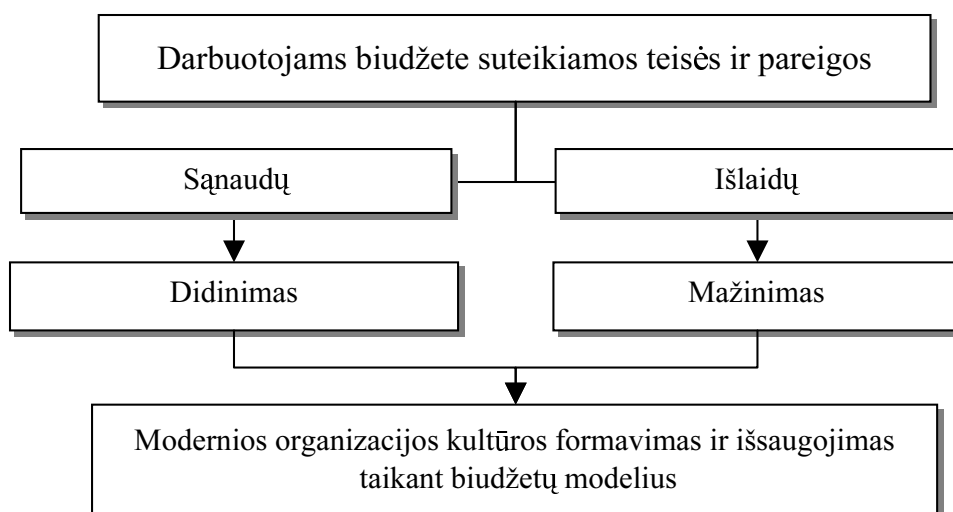 Darbuotojams biudžete suteikiamos teisės ir pareigos
Sąnaudų
Išlaidų
Didinimas
Mažinimas
Modernios organizacijos kultūros formavimas ir išsaugojimas
taikant biudžetų modelius